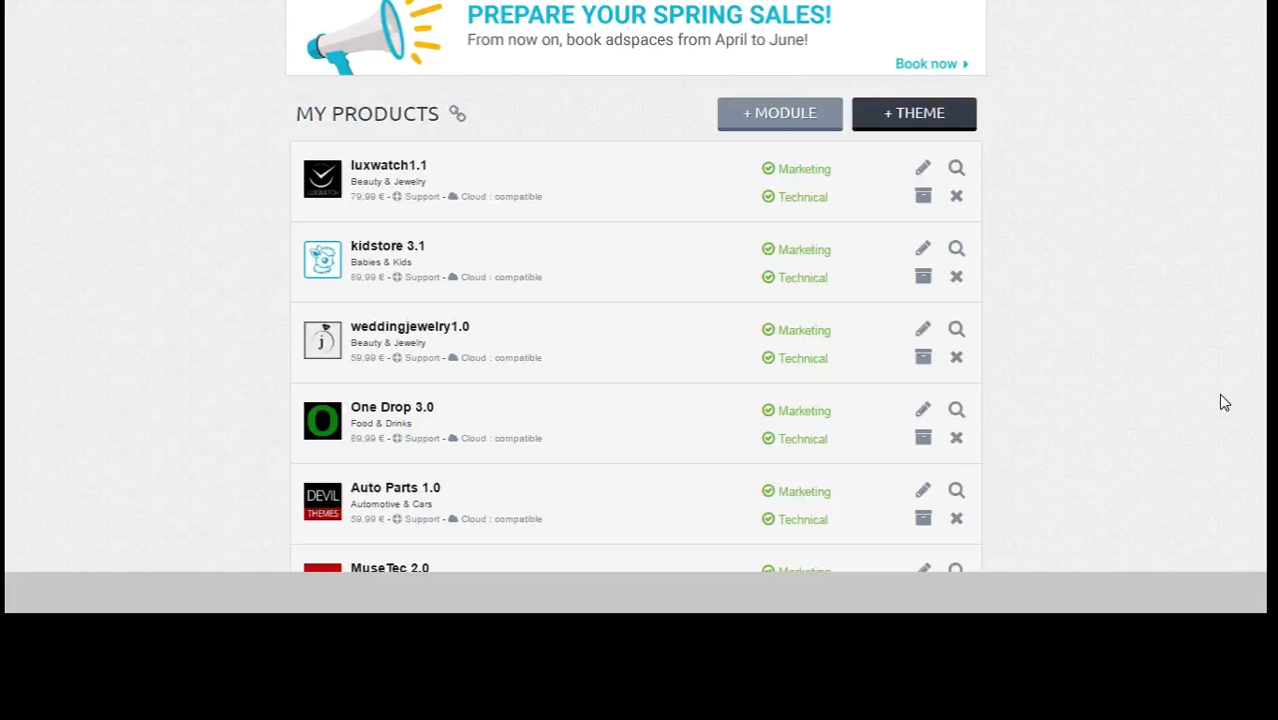 PREPARE YOUR SPRING SALES!
From now on, book adspaces from April to June!
Book now
MY PRODUCTS
+ MODULE
+ THEME
luxwatch1.1
Beauty & Jewelry
79,99 € - Support - Cloud : compatible
Marketing
Technical
kidstore 3.1
Babies & Kids
89,99 € - Support - Cloud : compatible
Marketing
Technical
j
weddingjewelry1.0
Beauty & Jewelry
59,99 € - Support - Cloud : compatible
Marketing
Technical
O
One Drop 3.0
Food & Drinks
89,99 € - Support - Cloud : compatible
Marketing
Technical
DEVIL
THEMES
Auto Parts 1.0
Automotive & Cars
59,99 € - Support - Cloud : compatible
Marketing
Technical
MuseTec 2.0
Marketing